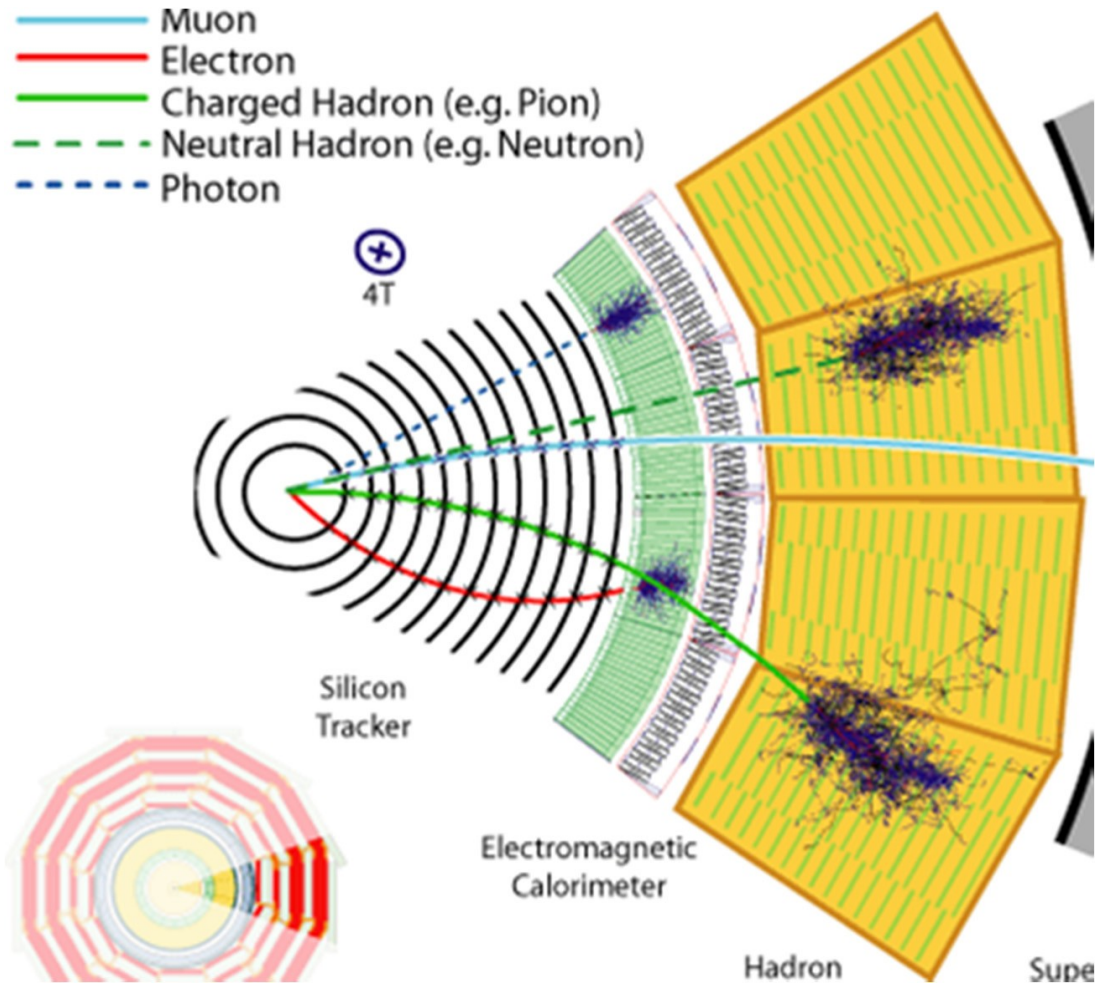 Muon
Electron
Charged Hadron (e.g. Pion)
Neutral Hadron (e.g. Neutron)
Photon
4T
Silicon
Tracker
Electromagnetic
Calorimeter
Hadron
Supe